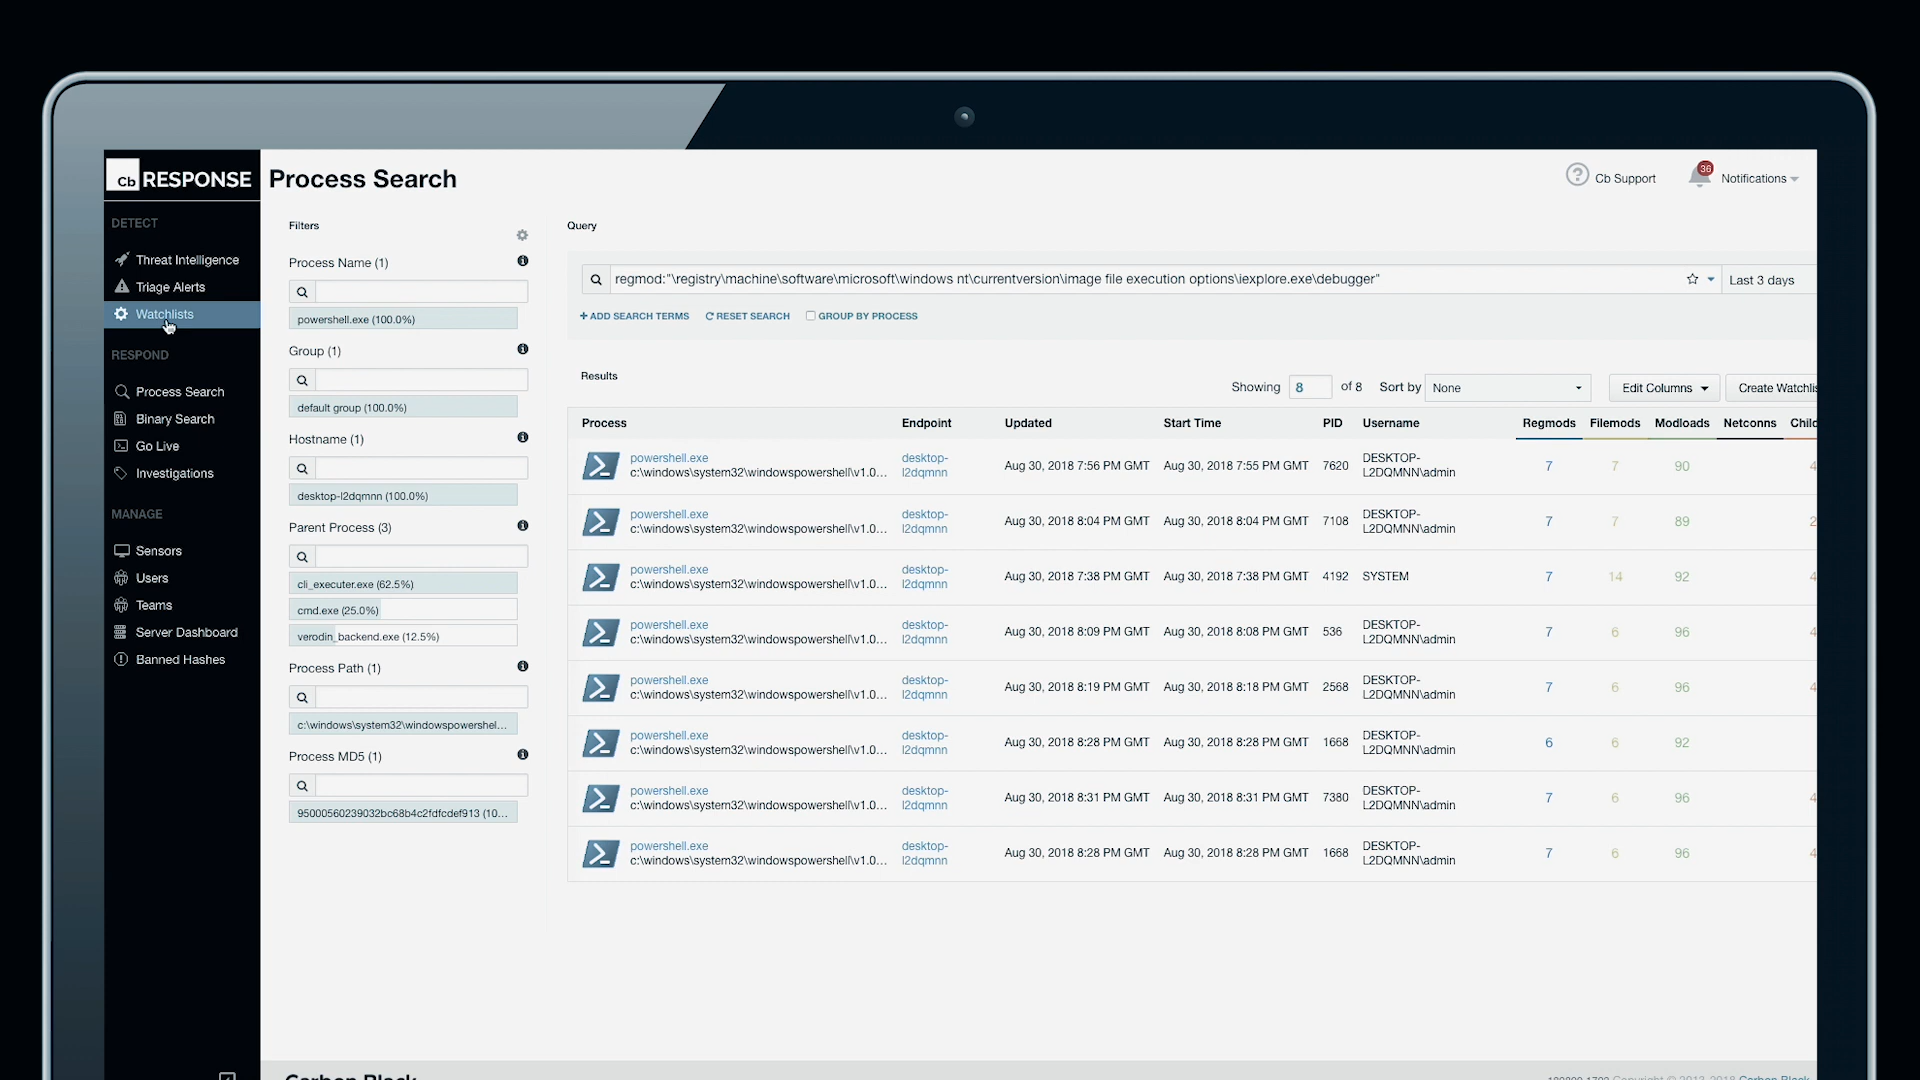 Cb RESPONSE
Process Search
Cb Support
36
Notifications
DETECT
Threat Intelligence
Triage Alerts
Watchlists
RESPOND
Process Search
Binary Search
Go Live
Investigations
MANAGE
Sensors
Users
Teams
Server Dashboard
Banned Hashes
Filters
Process Name (1)
powershell.exe (100.0%)
Group (1)
default group (100.0%)
Hostname (1)
desktop-l2dqmnn (100.0%)
Parent Process (3)
cli_executer.exe (62.5%)
cmd.exe (25.0%)
verodin_backend.exe (12.5%)
Process Path (1)
c:\windows\system32\windowspowershel...
Process MD5 (1)
95000560239032bc68b4c2fdfcdef913 (10...
Query
regmod:"\registry\machine\software\microsoft\windows nt\currentversion\image file execution options\iexplore.exe\debugger"
Last 3 days
+ ADD SEARCH TERMS RESET SEARCH GROUP BY PROCESS
Results
Showing 8 of 8 Sort by None Edit Columns Create Watchlis
Process Endpoint Updated Start Time PID Username Regmods Filemods Modloads Netconns Child
powershell.exe desktop- DESKTOP-
c:\windows\system32\windowspowershell\v1.0... l2dqmnn Aug 30, 2018 7:56 PM GMT Aug 30, 2018 7:55 PM GMT 7620 L2DQMNN\admin 7 7 90 4
powershell.exe desktop- DESKTOP-
c:\windows\system32\windowspowershell\v1.0... l2dqmnn Aug 30, 2018 8:04 PM GMT Aug 30, 2018 8:04 PM GMT 7108 L2DQMNN\admin 7 7 89 2
powershell.exe desktop-
c:\windows\system32\windowspowershell\v1.0... l2dqmnn Aug 30, 2018 7:38 PM GMT Aug 30, 2018 7:38 PM GMT 4192 SYSTEM 7 14 92 4
powershell.exe desktop- DESKTOP-
c:\windows\system32\windowspowershell\v1.0... l2dqmnn Aug 30, 2018 8:09 PM GMT Aug 30, 2018 8:08 PM GMT 536 L2DQMNN\admin 7 6 96 4
powershell.exe desktop- DESKTOP-
c:\windows\system32\windowspowershell\v1.0... l2dqmnn Aug 30, 2018 8:19 PM GMT Aug 30, 2018 8:18 PM GMT 2568 L2DQMNN\admin 7 6 96 4
powershell.exe desktop- DESKTOP-
c:\windows\system32\windowspowershell\v1.0... l2dqmnn Aug 30, 2018 8:28 PM GMT Aug 30, 2018 8:28 PM GMT 1668 L2DQMNN\admin 6 6 92
powershell.exe desktop- DESKTOP-
c:\windows\system32\windowspowershell\v1.0... l2dqmnn Aug 30, 2018 8:31 PM GMT Aug 30, 2018 8:31 PM GMT 7380 L2DQMNN\admin 7 6 96 4
powershell.exe desktop- DESKTOP-
c:\windows\system32\windowspowershell\v1.0... l2dqmnn Aug 30, 2018 8:28 PM GMT Aug 30, 2018 8:28 PM GMT 1668 L2DQMNN\admin 7 6 96 4
Carbon Black
Copyright © 2013-2018 Carbon Black